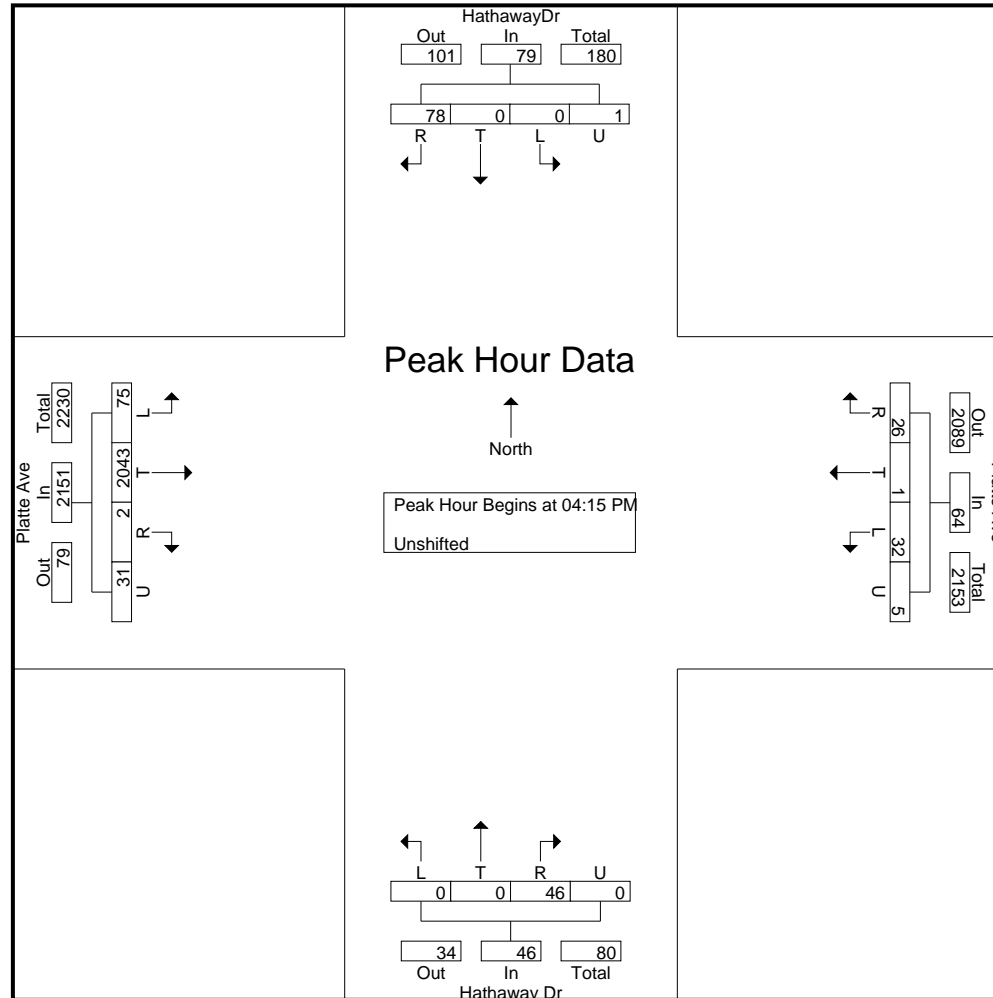 HathawayDr
Out In Total
101 79 180
78 0 0 1
R T L U
Peak Hour Data
North
Peak Hour Begins at 04:15 PM
Unshifted
Platte Ave
Out In Total
79 2151 2230
31 2 2043 75
U R T L
Out In Total
2089 64 2153
26 1 32 5
R T L U
L T R U
0 0 46 0
34 46 80
Out In Total
Hathaway Dr